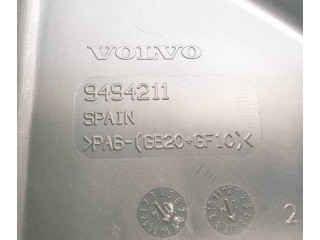 VOLVO
9494211
SPAIN
>PA6-(GB20+GF10)<
2